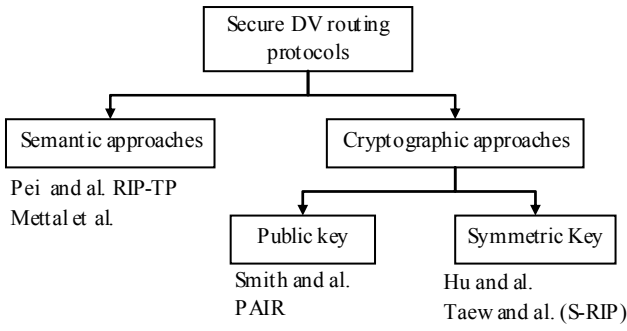 Secure DV routing
protocols
Semantic approaches
Cryptographic approaches
Pei and al. RIP-TP
Mettal et al.
Public key
Symmetric Key
Smith and al.
PAIR
Hu and al.
Taew and al. (S-RIP)